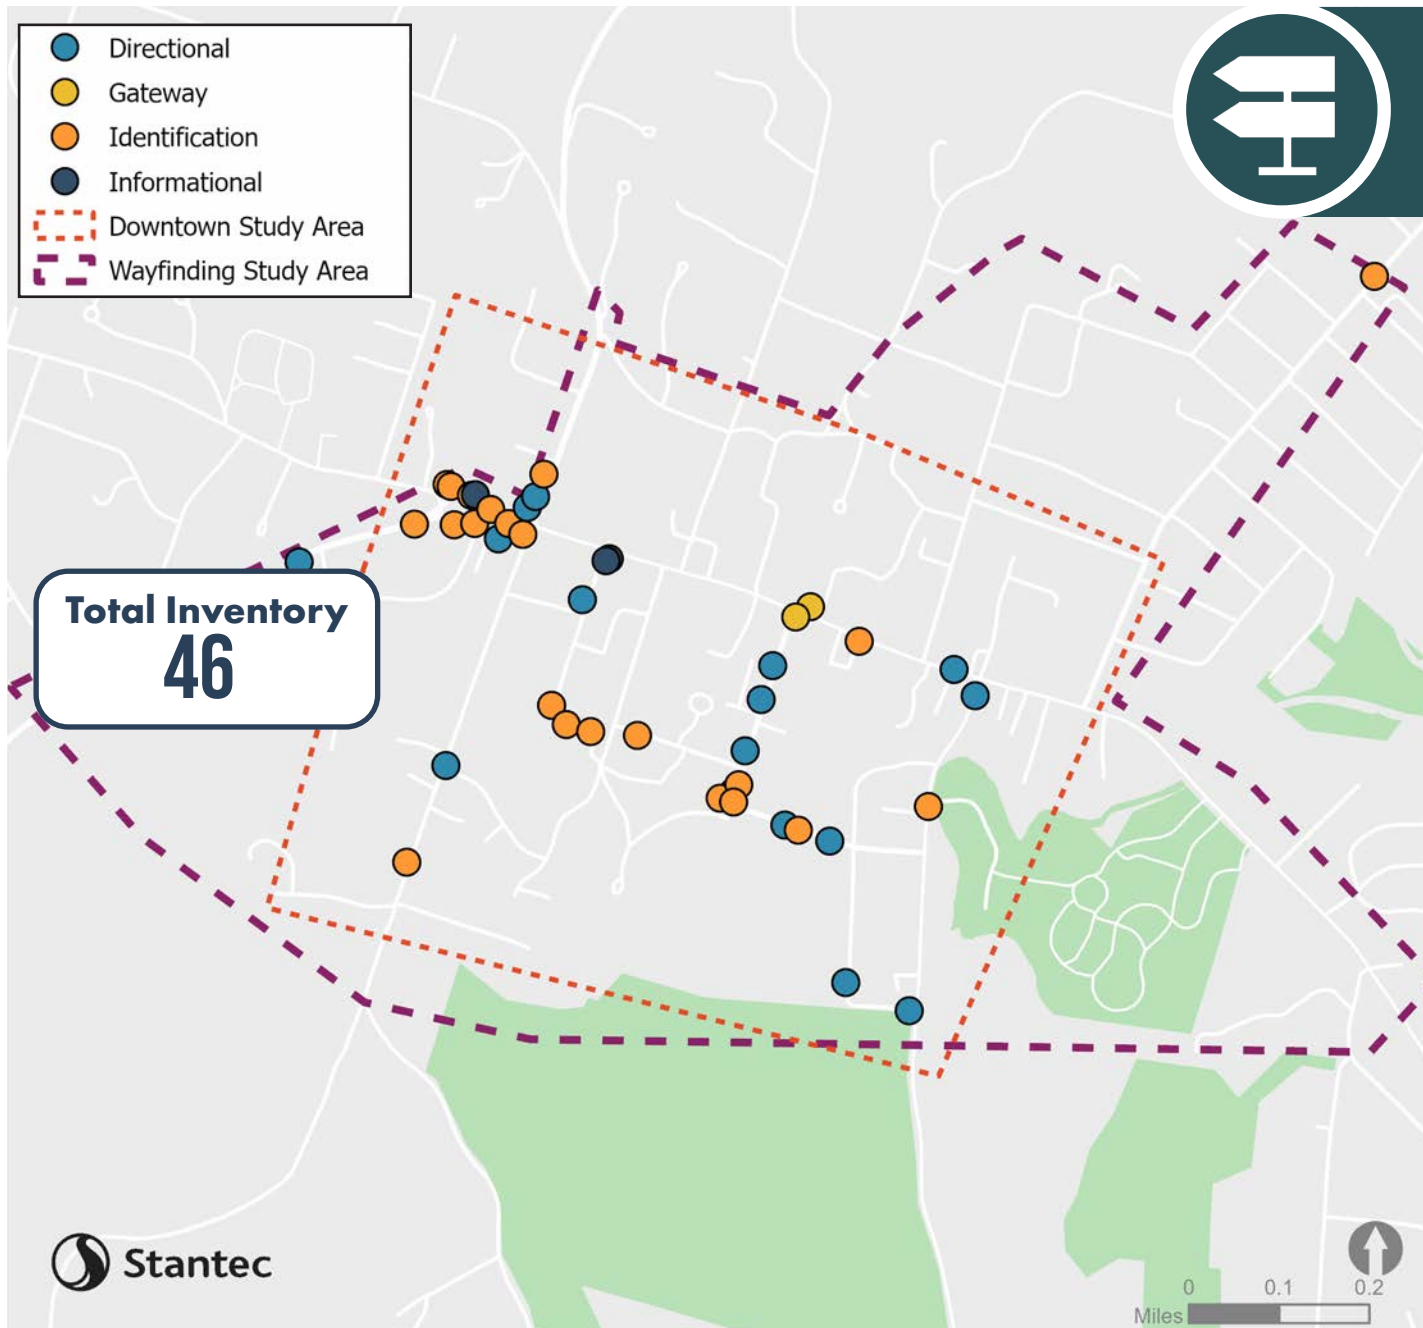 Directional
Gateway
Identification
Informational
Downtown Study Area
Wayfinding Study Area
Total Inventory
46
Stantec
0 0.1 0.2
Miles